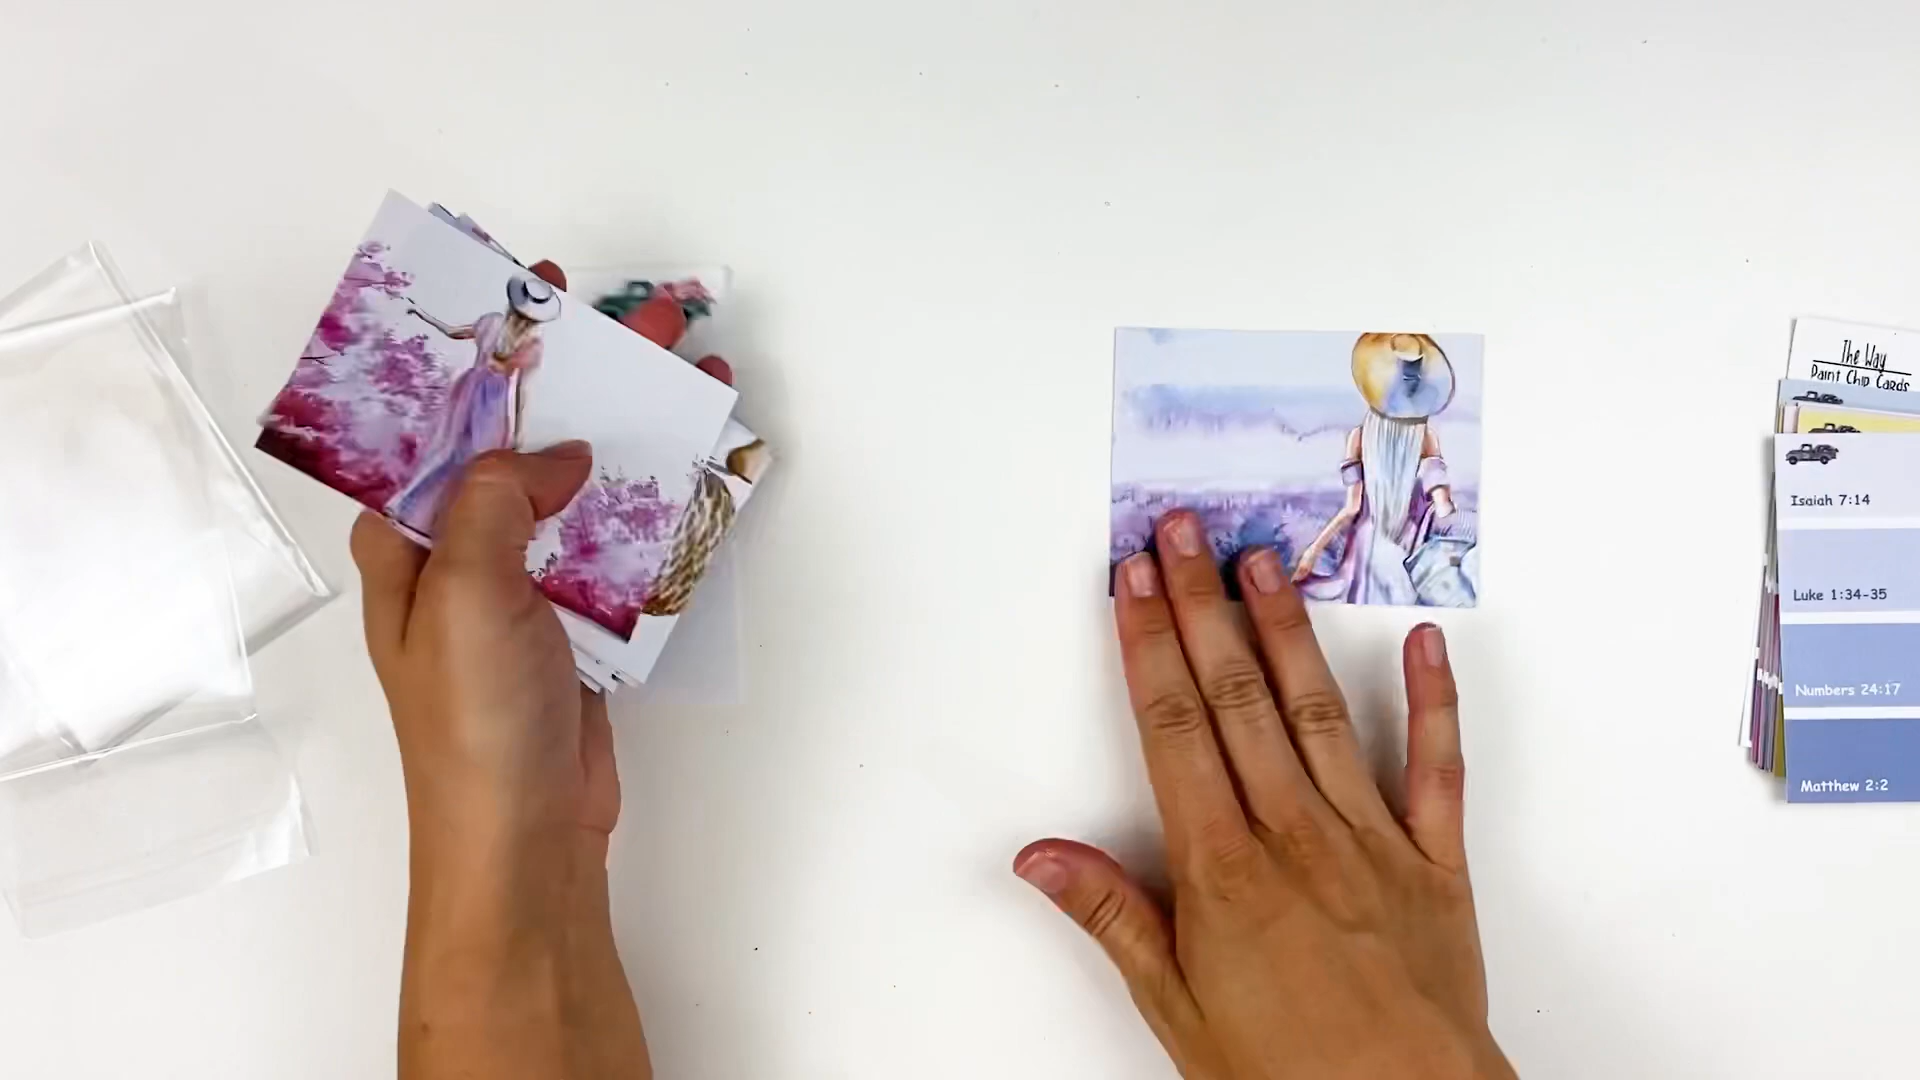 The Way
Paint Chip Cards
Isaiah 7:14
Luke 1:34-35
Numbers 24:17
Matthew 2:2